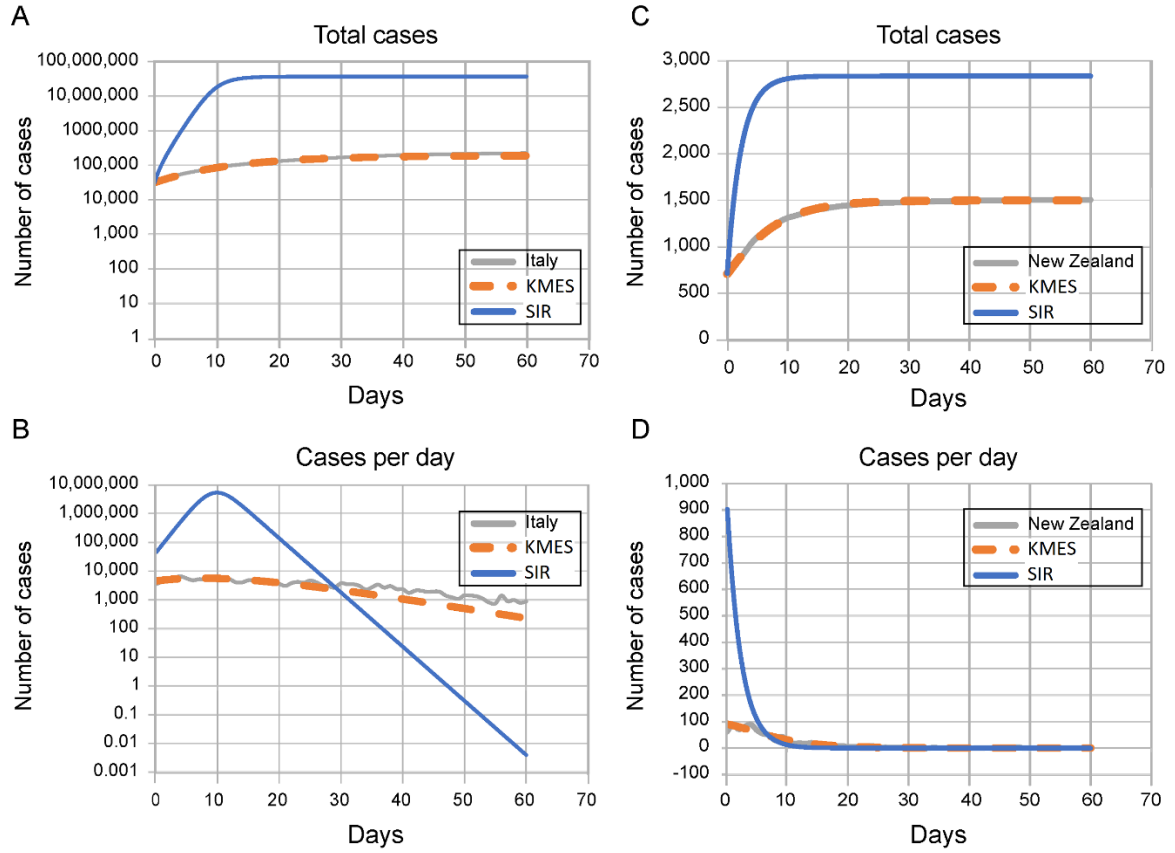 A
Total cases
Number of cases
100,000,000
10,000,000
1000,000
100,000
10,000
1,000
100
10
1
Italy
KMES
SIR
0 10 20 30 40 50 60 70
Days
C
Total cases
Number of cases
3,000
2,500
2,000
1,500
1,000
500
0
New Zealand
KMES
SIR
0 10 20 30 40 50 60 70
Days
B
Cases per day
Number of cases
10,000,000
1,000,000
100,000
10,000
1,000
100
10
1
0.1
0.01
0.001
Italy
KMES
SIR
0 10 20 30 40 50 60 70
Days
D
Cases per day
Number of cases
1,000
900
800
700
600
500
400
300
200
100
0
-100
New Zealand
KMES
SIR
0 10 20 30 40 50 60 70
Days